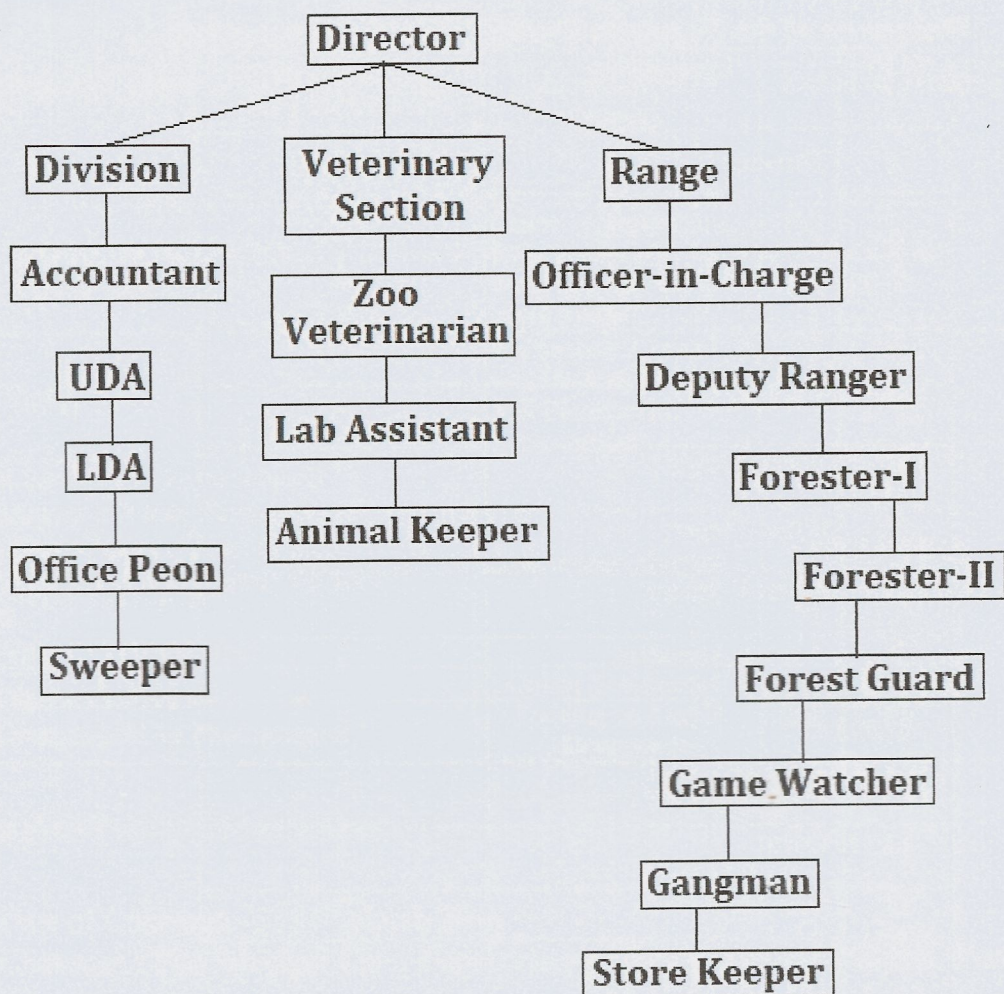 Director
Division
Veterinary
Section
Range
Accountant
Zoo
Veterinarian
Officer-in-Charge
UDA
Deputy Ranger
Lab Assistant
LDA
Forester-I
Animal Keeper
Office Peon
Forester-II
Sweeper
Forest Guard
Game Watcher
Gangman
Store Keeper